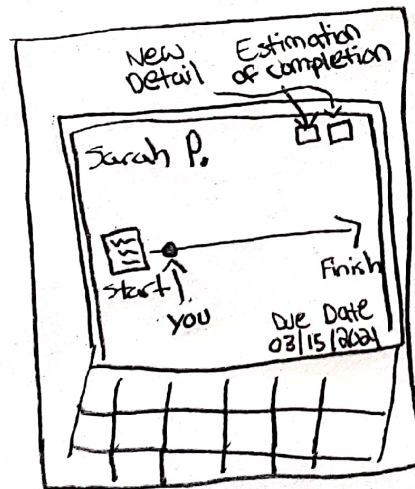 New Detail
Estimation of completion
Sarah P.
Start
you
Finish
Due Date
03/15/2021